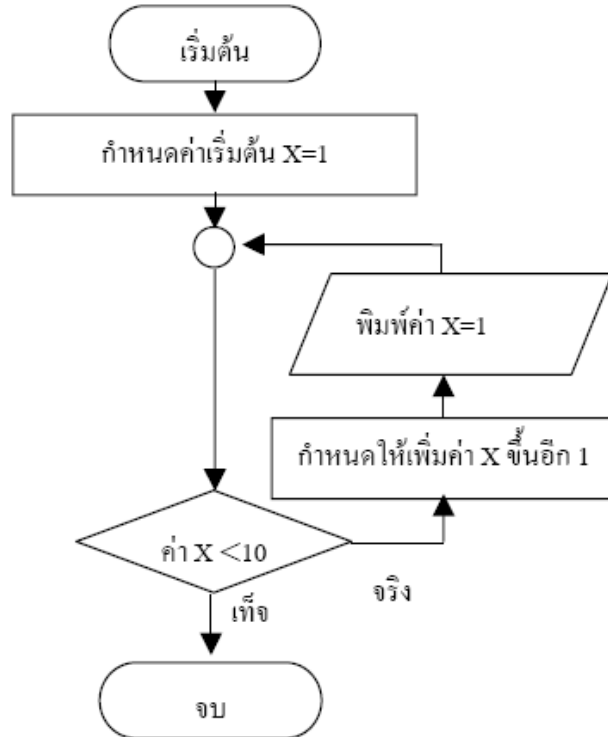 เริ่มต้น
กำหนดค่าเริ่มต้น X=1
พิมพ์ค่า X=1
กำหนดให้เพิ่มค่า X ขึ้นอีก 1
ค่า X <10
จริง
เท็จ
จบ